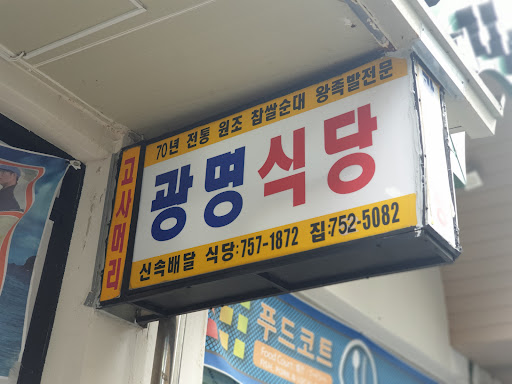 고사머리
70년 전통 원조 찹쌀순대 왕족발전문
광명식당
신속배달 식당:757-1872 집:752-5082
푸드코트
Food Court